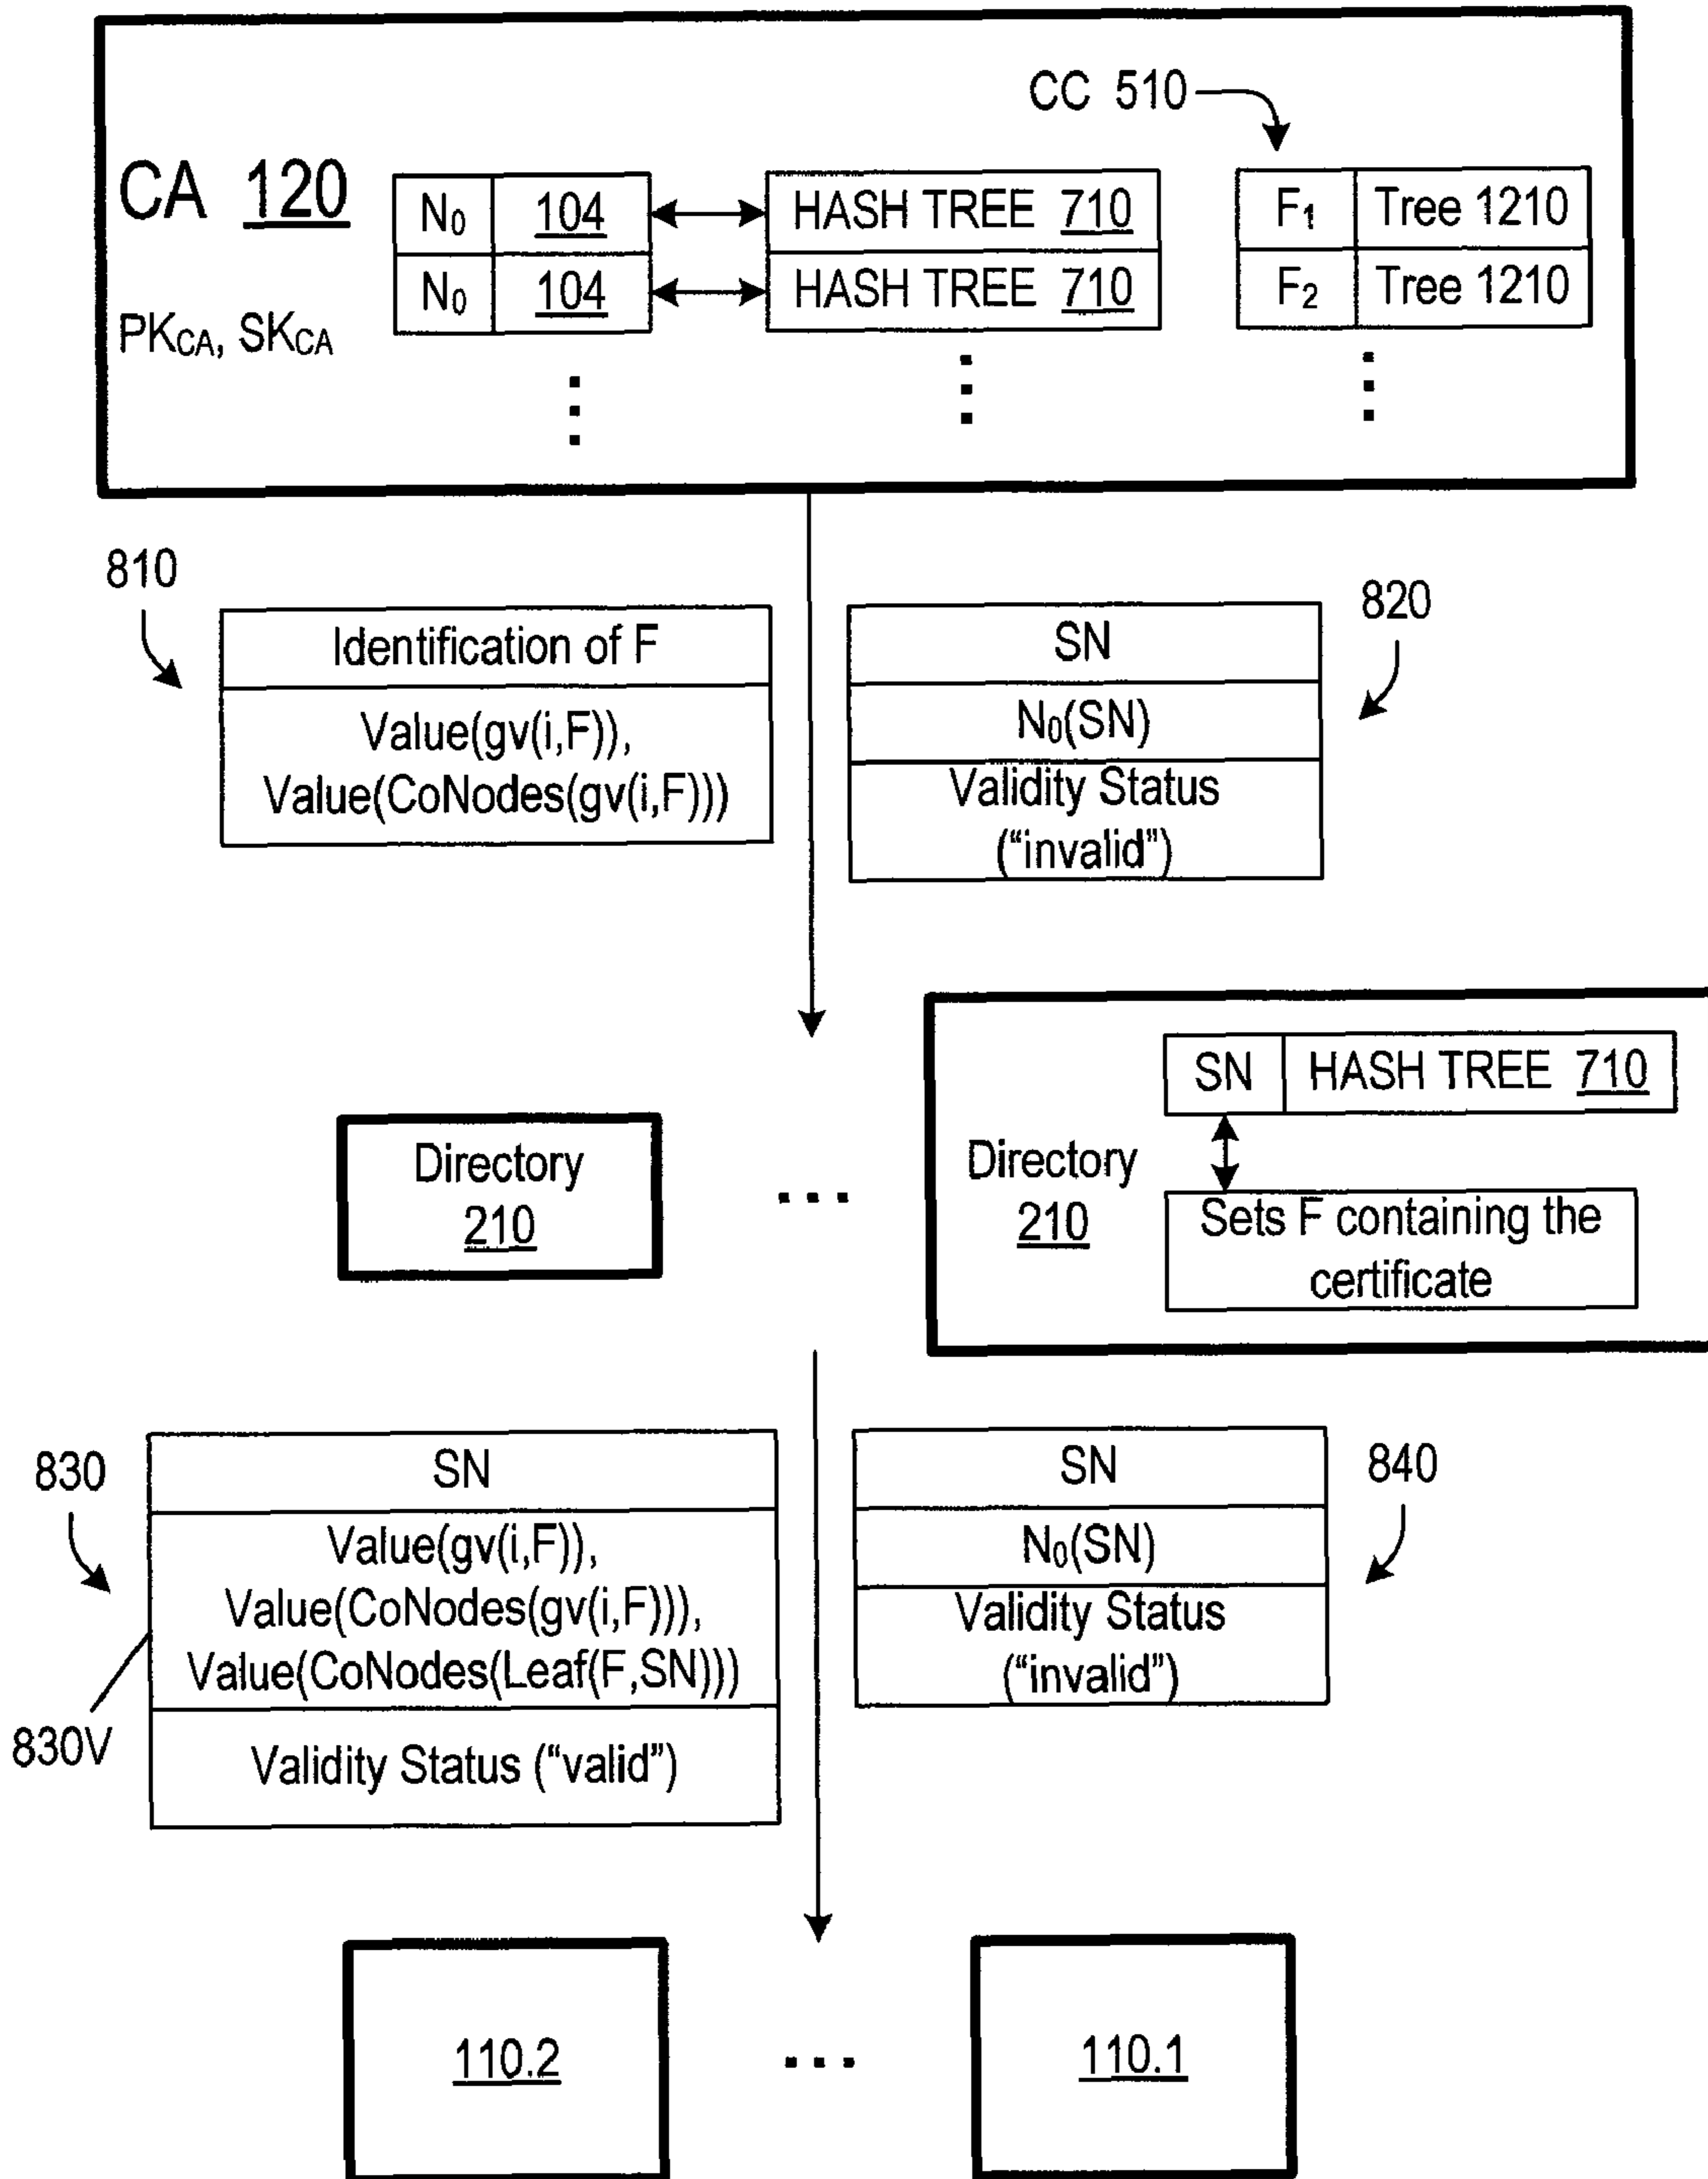 CC 510
CA 120
N₀ 104 HASH TREE 710 F₁ Tree 1210
N₀ 104 HASH TREE 710 F₂ Tree 1210
PKCA, SKCA
810
Identification of F
Value(gv(i,F)),
Value(CoNodes(gv(i,F)))
820
SN
N₀(SN)
Validity Status
(“invalid”)
Directory
210
...
Directory
210
SN HASH TREE 710
Sets F containing the
certificate
830
SN
Value(gv(i,F)),
Value(CoNodes(gv(i,F))),
Value(CoNodes(Leaf(F,SN)))
830V
Validity Status (“valid”)
840
SN
N₀(SN)
Validity Status
(“invalid”)
110.2 ... 110.1